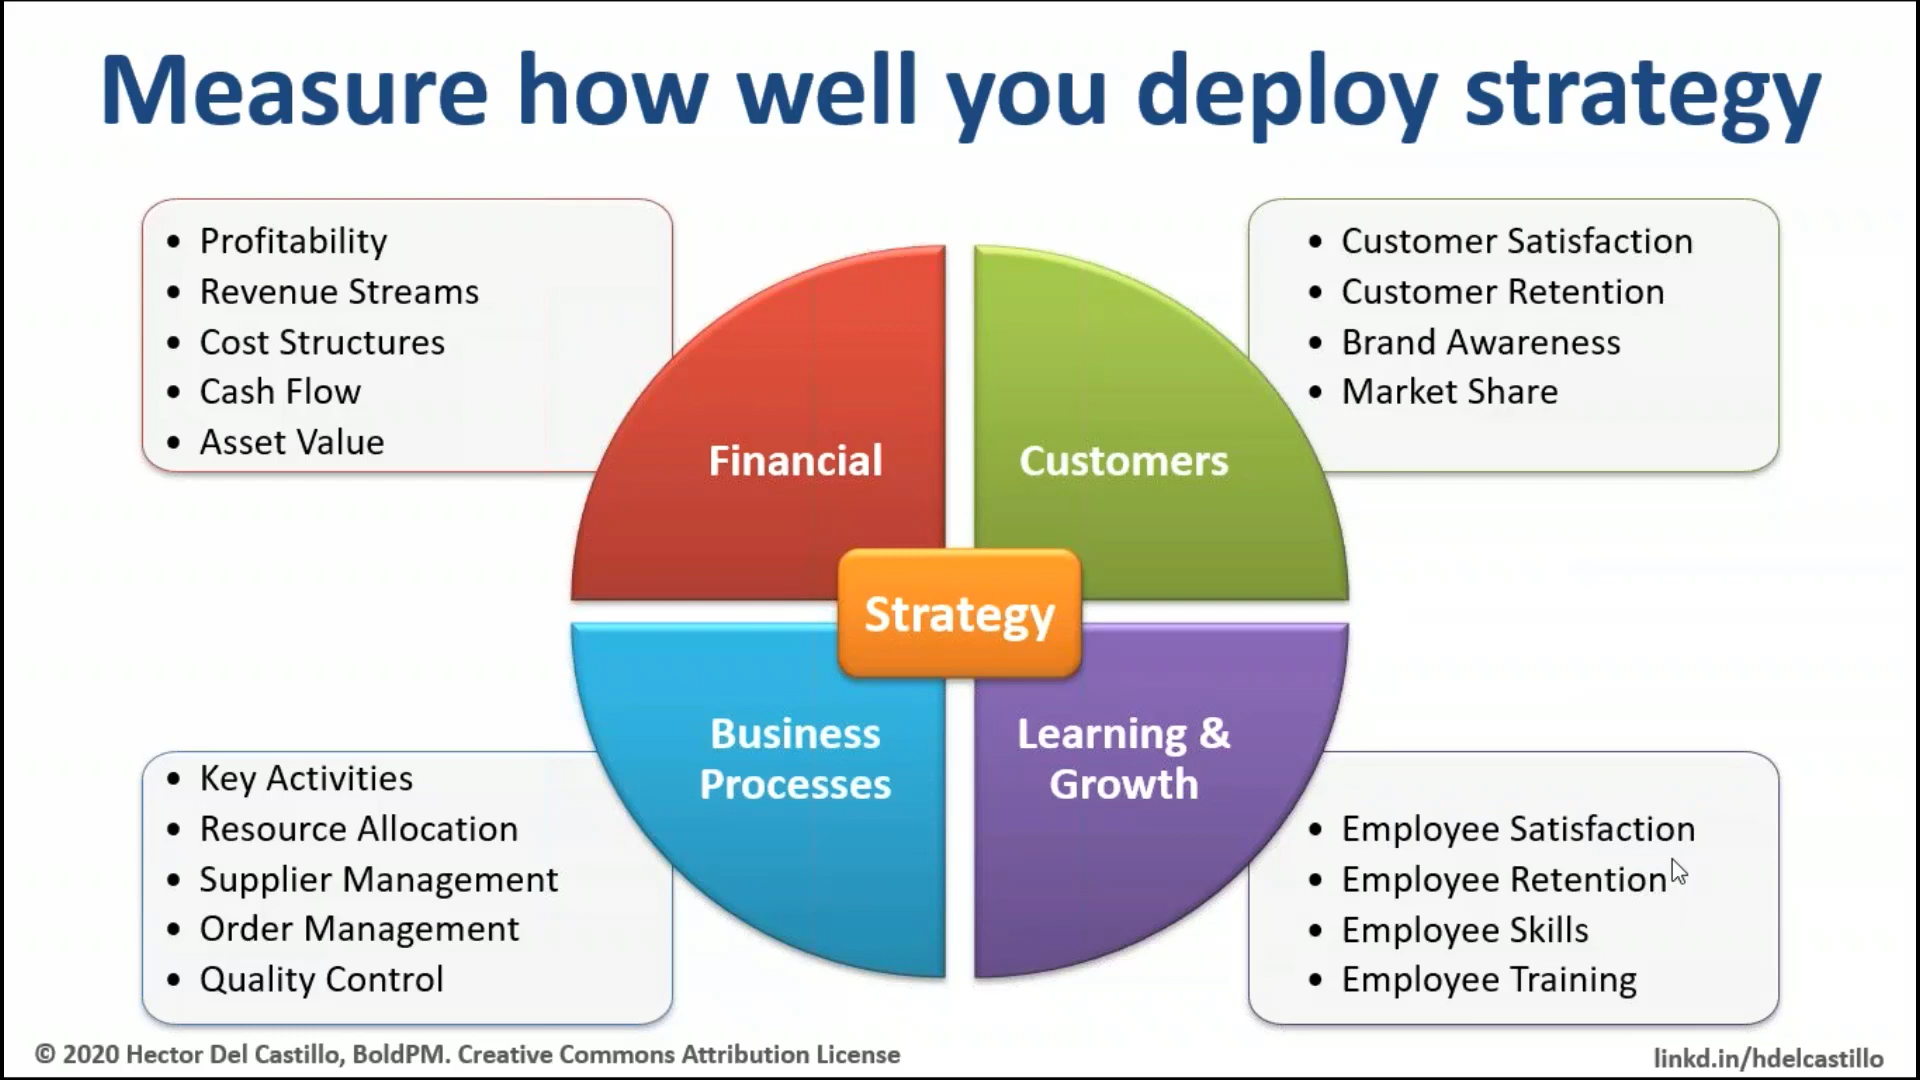 Measure how well you deploy strategy
• Profitability
• Revenue Streams
• Cost Structures
• Cash Flow
• Asset Value
• Customer Satisfaction
• Customer Retention
• Brand Awareness
• Market Share
Financial
Customers
Strategy
Business
Processes
Learning &
Growth
• Key Activities
• Resource Allocation
• Supplier Management
• Order Management
• Quality Control
• Employee Satisfaction
• Employee Retention
• Employee Skills
• Employee Training
© 2020 Hector Del Castillo, BoldPM. Creative Commons Attribution License
linkd.in/hdelcastillo